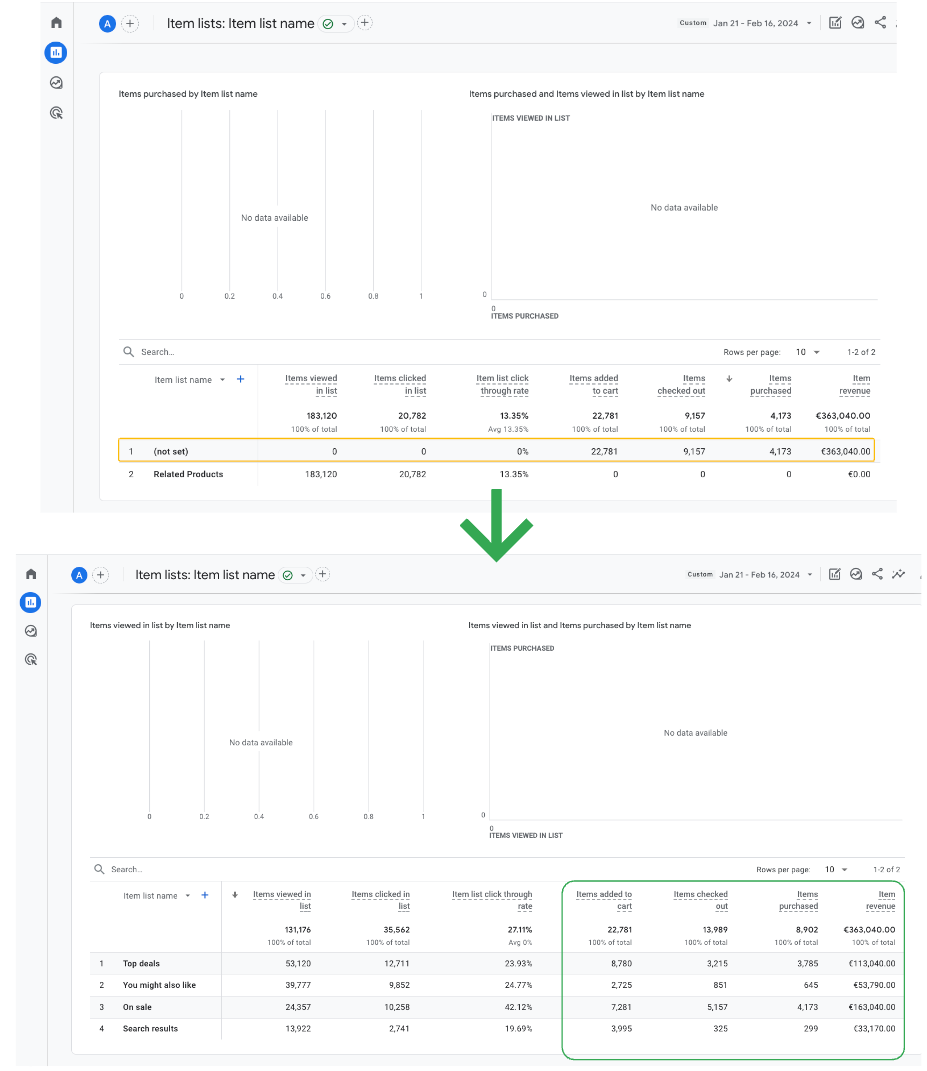 A
Item lists: Item list name
Custom Jan 21 - Feb 16, 2024
Items purchased by Item list name
No data available
0 0.2 0.4 0.6 0.8 1
Items purchased and Items viewed in list by Item list name
ITEMS VIEWED IN LIST
No data available
0
0
ITEMS PURCHASED
Search...
Rows per page: 10 1-2 of 2
Item list name Items viewed in list Items clicked in list Item list click through rate Items added to cart Items checked out Items purchased Item revenue
183,120 20,782 13.35% 22,781 9,157 4,173 €363,040.00
100% of total 100% of total Avg 13.35% 100% of total 100% of total 100% of total 100% of total
1 (not set) 0 0 0% 22,781 9,157 4,173 €363,040.00
2 Related Products 183,120 20,782 13.35% 0 0 0 €0.00
A
Item lists: Item list name
Custom Jan 21 - Feb 16, 2024
Items viewed in list by Item list name
No data available
0 0.2 0.4 0.6 0.8 1
Items viewed in list and Items purchased by Item list name
ITEMS PURCHASED
No data available
0
0
ITEMS VIEWED IN LIST
Search...
Rows per page: 10 1-2 of 2
Item list name Items viewed in list Items clicked in list Item list click through rate Items added to cart Items checked out Items purchased Item revenue
131,176 35,562 27.11% 22,781 13,989 8,902 €363,040.00
100% of total 100% of total Avg 0% 100% of total 100% of total 100% of total 100% of total
1 Top deals 53,120 12,711 23.93% 8,780 3,215 3,785 €113,040.00
2 You might also like 39,777 9,852 24.77% 2,725 851 645 €53,790.00
3 On sale 24,357 10,258 42.12% 7,281 5,157 4,173 €163,040.00
4 Search results 13,922 2,741 19.69% 3,995 325 299 €33,170.00